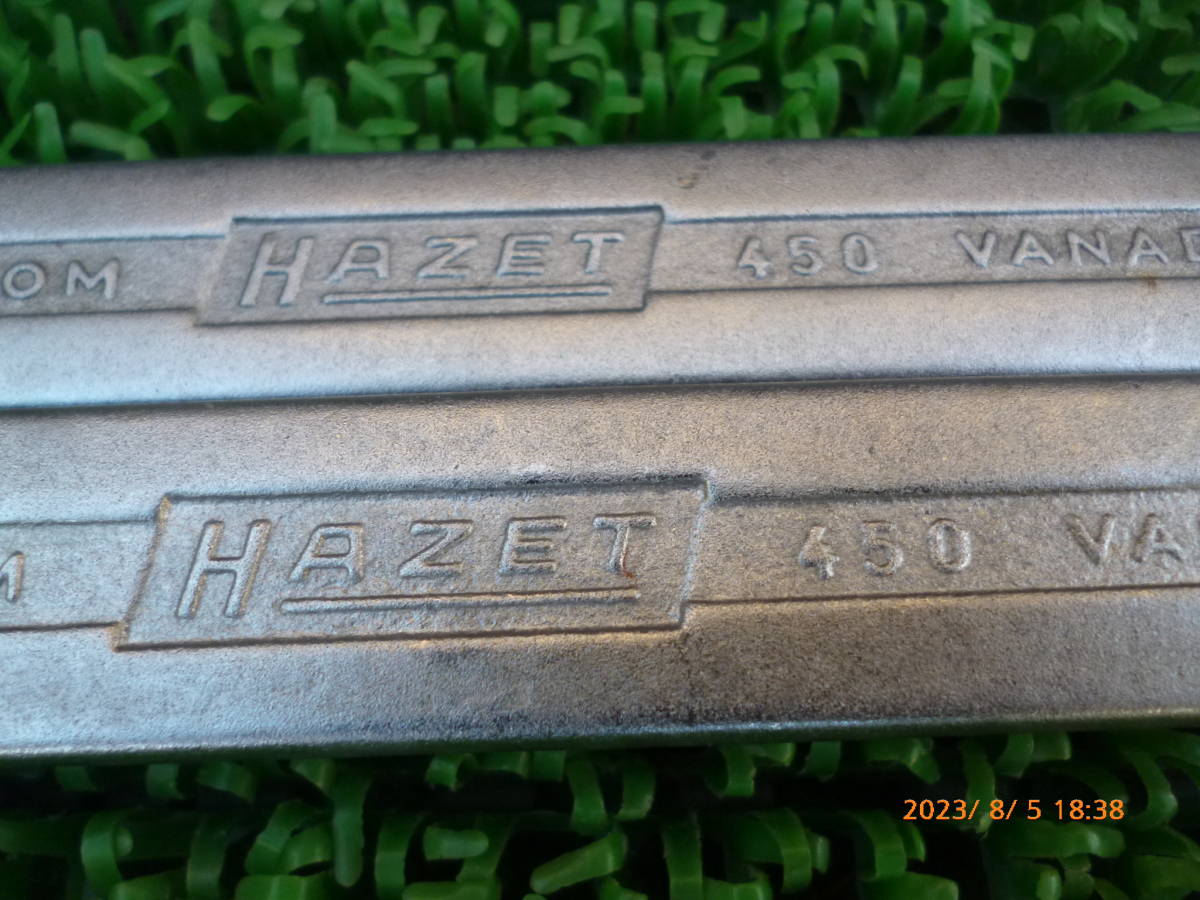 OM HAZET 450 VANAD
M HAZET 450 VA
2023/ 8/ 5 18:38